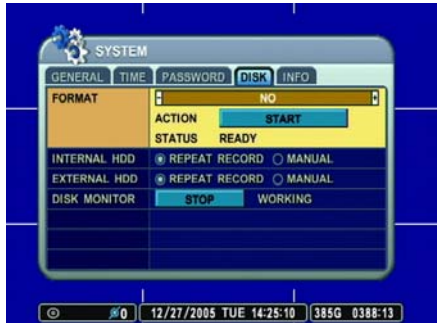 SYSTEM
GENERAL TIME PASSWORD DISK INFO
FORMAT NO
ACTION START
STATUS READY
INTERNAL HDD REPEAT RECORD MANUAL
EXTERNAL HDD REPEAT RECORD MANUAL
DISK MONITOR STOP WORKING
0 12/27/2005 TUE 14:25:10 385G 0388:13